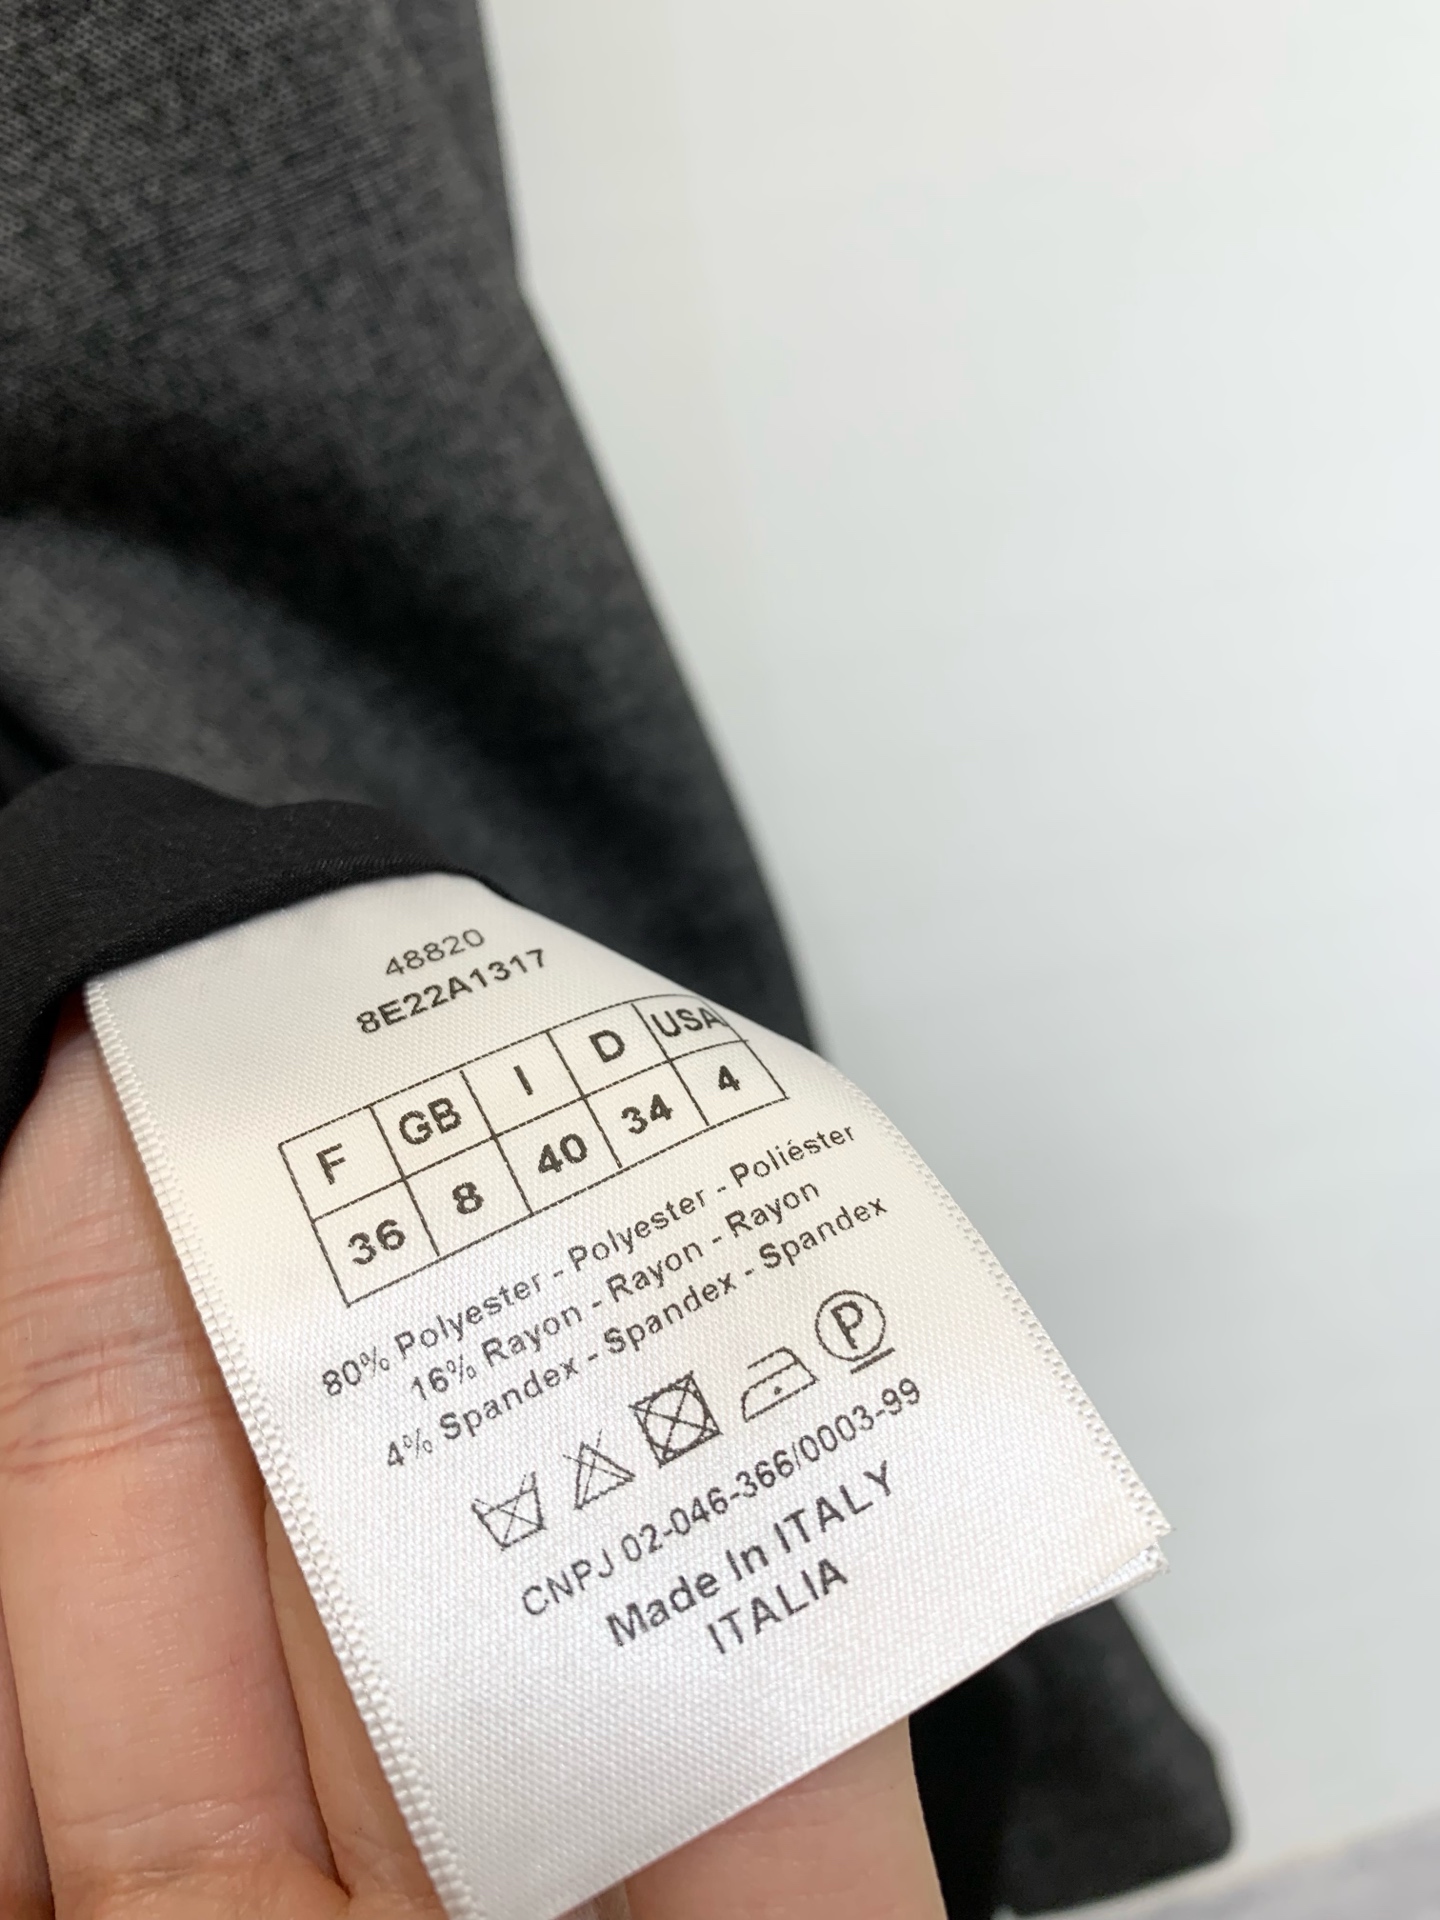 48820
8E22A1317
F GB I D USA
36 8 40 34 4
80% Polyester - Polyester - Poliéster
16% Rayon - Rayon - Rayon
4% Spandex - Spandex - Spandex
P
CNPJ 02-046-366/0003-99
Made In ITALY
ITALIA